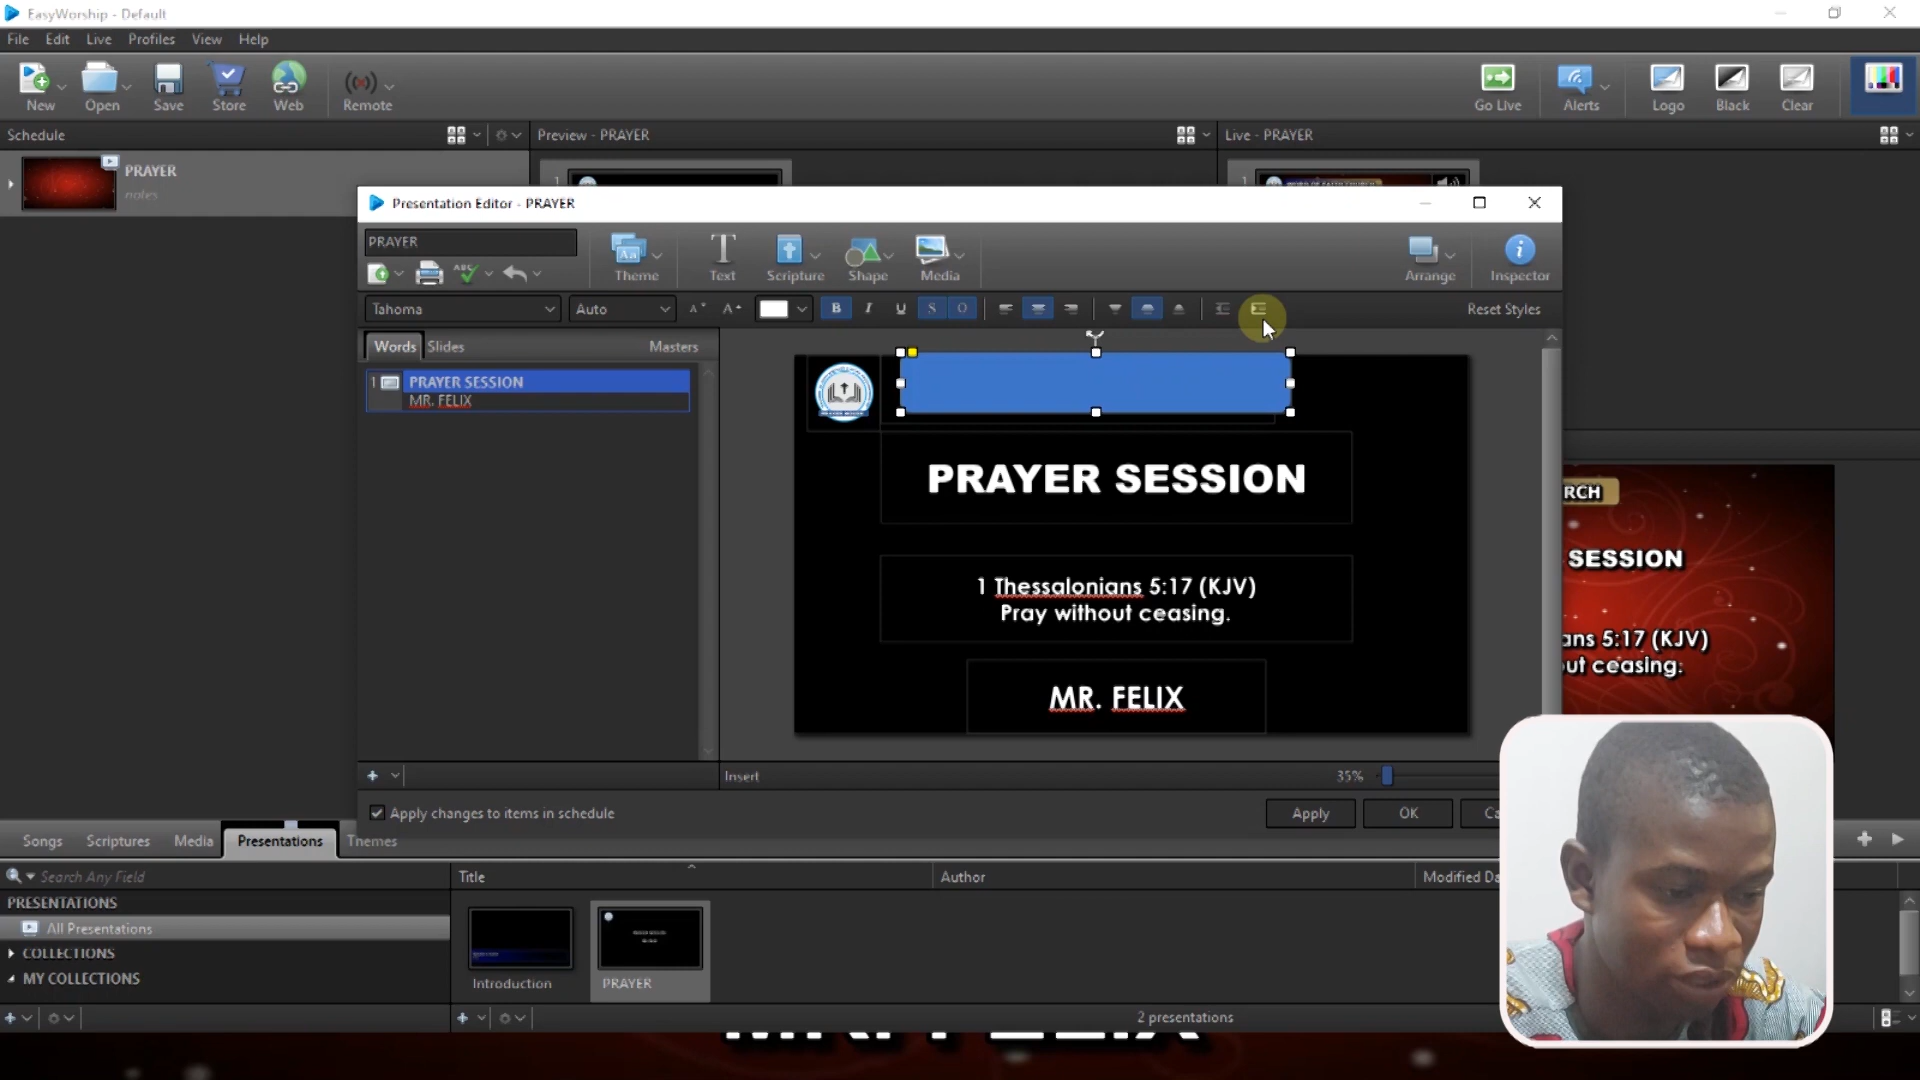 EasyWorship - Default
File Edit Live Profiles View Help
New Open Save Store Web Remote Go Live Alerts Logo Black Clear
Schedule Preview - PRAYER Live - PRAYER
PRAYER
notes
1
1
Presentation Editor - PRAYER
PRAYER
Theme Text Scripture Shape Media Arrange Inspector
Tahoma Auto B I U S O Reset Styles
Words Slides Masters
1 PRAYER SESSION
MR. FELIX
PRAYER SESSION
1 Thessalonians 5:17 (KJV)
Pray without ceasing.
MR. FELIX
RCH
SESSION
ans 5:17 (KJV)
ut ceasing.
Insert 35%
Apply changes to items in schedule Apply OK Ca
Songs Scriptures Media Presentations Themes
Search Any Field Title Author Modified Da
PRESENTATIONS
All Presentations
COLLECTIONS
MY COLLECTIONS
Introduction PRAYER
2 presentations